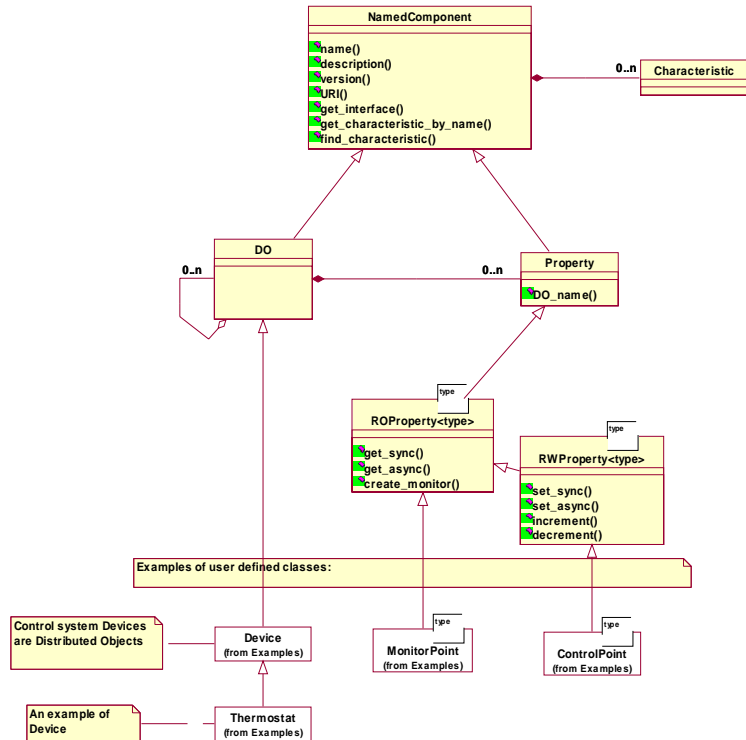 NamedComponent
name()
description()
version()
URI()
get_interface()
get_characteristic_by_name()
find_characteristic()
0..n
Characteristic
DO
0..n
0..n
Property
DO_name()
type
ROProperty<type>
get_sync()
get_async()
create_monitor()
type
RWProperty<type>
set_sync()
set_async()
increment()
decrement()
Examples of user defined classes:
Control system Devices
are Distributed Objects
Device
(from Examples)
type
MonitorPoint
(from Examples)
type
ControlPoint
(from Examples)
An example of
Device
Thermostat
(from Examples)